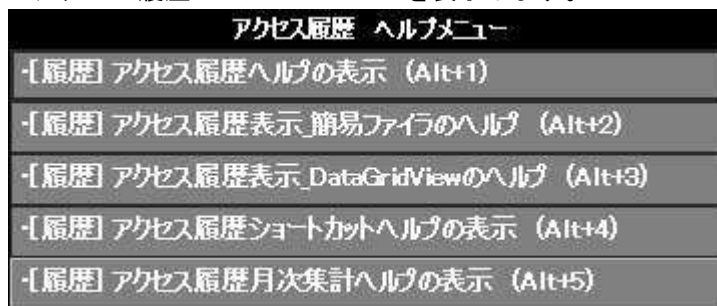 アクセス履歴 ヘルプメニュー
・[履歴] アクセス履歴ヘルプの表示 (Alt+1)
・[履歴] アクセス履歴表示_簡易ファイラのヘルプ (Alt+2)
・[履歴] アクセス履歴表示_DataGridViewのヘルプ (Alt+3)
・[履歴] アクセス履歴ショートカットヘルプの表示 (Alt+4)
・[履歴] アクセス履歴月次集計ヘルプの表示 (Alt+5)